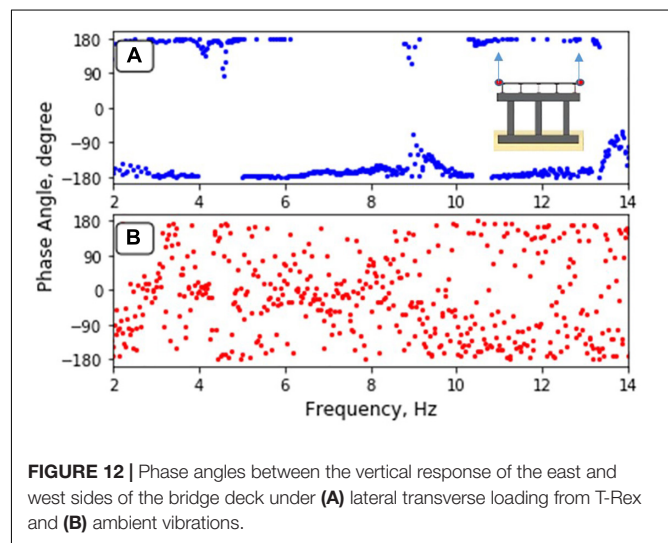 180
90
0
-90
-180
A
2 4 6 8 10 12 14
Phase Angle, degree
180
90
0
-90
-180
B
2 4 6 8 10 12 14
Frequency, Hz
FIGURE 12 | Phase angles between the vertical response of the east and
west sides of the bridge deck under (A) lateral transverse loading from T-Rex
and (B) ambient vibrations.